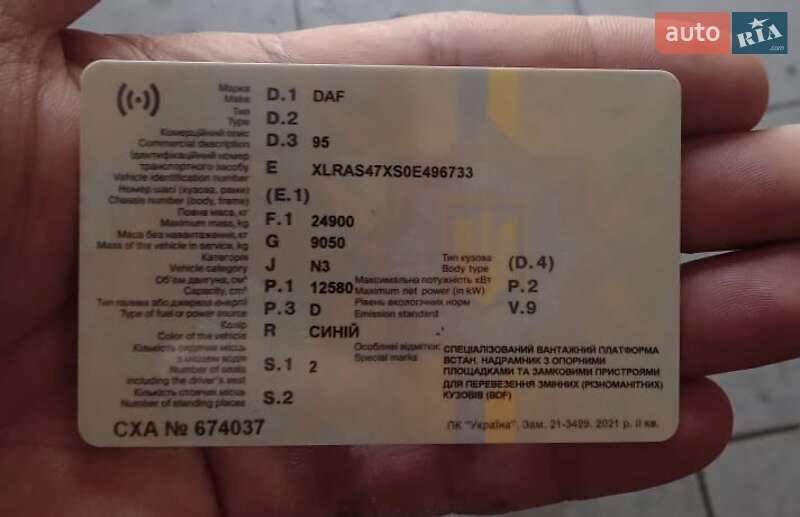 auto RIA.com
Марка
Make D.1 DAF
Тип
Type D.2
Комерційний опис
Commercial description D.3 95
Ідентифікаційний номер
транспортного засобу
Vehicle identification number E XLRAS47XS0E496733
Номер шасі (кузова, рами)
Chassis number (body, frame) (E.1)
Повна маса, кг
Maximum mass, kg F.1 24900
Маса без навантаження, кг
Mass of the vehicle in service, kg G 9050
Категорія
Vehicle category J N3
Тип кузова
Body type (D.4)
Об'єм двигуна, см³
Capacity, cm³ P.1 12580
Максимальна потужність кВт
Maximum net power (in kW) P.2
Тип палива або джерела енергії
Type of fuel or power source P.3 D
Рівень екологічних норм
Emission standard V.9
Колір
Color of the vehicle R СИНІЙ
Кількість сидячих місць
з місцем водія
Number of seats
including the driver's seat S.1 2
Особливі відмітки
Special marks
СПЕЦІАЛІЗОВАНИЙ ВАНТАЖНИЙ ПЛАТФОРМА
ВСТАН. НАДРАМНИК З ОПОРНИМИ
ПЛОЩАДКАМИ ТА ЗАМКОВИМИ ПРИСТРОЯМИ
ДЛЯ ПЕРЕВЕЗЕННЯ ЗМІННИХ (РІЗНОМАНІТНИХ)
КУЗОВІВ (BDF)
Кількість стоячих місць
Number of standing places S.2
СХА № 674037
ПК "Україна". Зам. 21-3429. 2021 р. II кв.